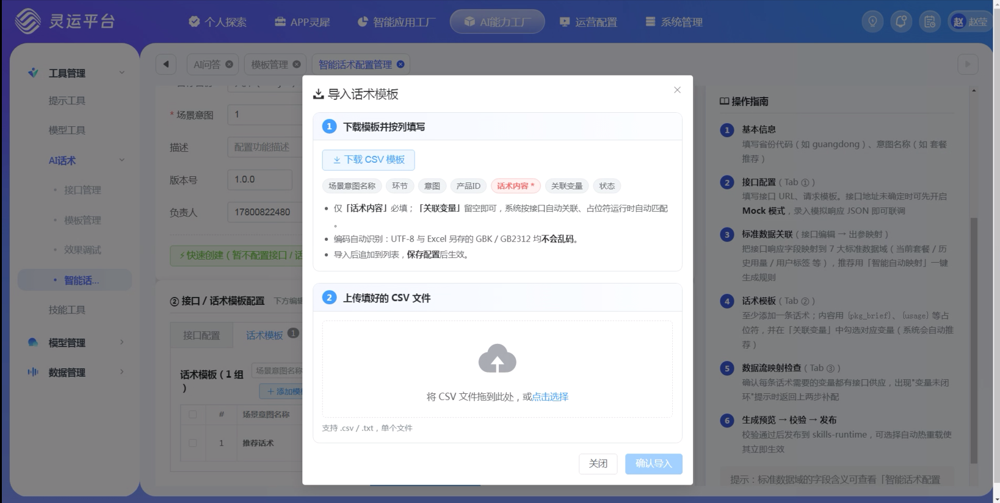 灵运平台
个人探索
APP灵犀
智能应用工厂
AI能力工厂
运营配置
系统管理
赵 赵莹
工具管理
提示工具
模型工具
AI话术
接口管理
模板管理
效果调试
智能话...
技能工具
模型管理
数据管理
AI问答
模板管理
智能话术配置管理
* 场景意图
1
描述
配置功能描述
版本号
1.0.0
负责人
17800822480
快速创建（暂不配置接口 / 话
② 接口 / 话术模板配置 下方编辑
接口配置
话术模板 1
话术模板（1 组
）
场景意图名称
+ 添加模板
# 场景意图名称
1 推荐话术
导入话术模板
1 下载模板并按列填写
下载 CSV 模板
场景意图名称 环节 意图 产品ID 话术内容 * 关联变量 状态
• 仅「话术内容」必填；「关联变量」留空即可，系统按接口自动关联、占位符运行时自动匹配
。
• 编码自动识别：UTF-8 与 Excel 另存的 GBK / GB2312 均不会乱码。
• 导入后追加到列表，保存配置后生效。
2 上传填好的 CSV 文件
将 CSV 文件拖到此处，或点击选择
支持 .csv / .txt，单个文件
关闭
确认导入
操作指南
1 基本信息
填写省份代码（如 guangdong）、意图名称（如 套餐
推荐）
2 接口配置（Tab ①）
填写接口 URL、请求模板。接口地址未确定时可先开启
Mock 模式，录入模拟响应 JSON 即可联调
3 标准数据关联（接口编辑 → 出参映射）
把接口响应字段映射到 7 大标准数据域（当前套餐 / 历
史用量 / 用户标签 等），推荐用「智能自动映射」一键
生成规则
4 话术模板（Tab ②）
至少添加一条话术；内容用 {pkg_brief}、{usage} 等占
位符，并在「关联变量」中勾选对应变量（系统会自动推
荐）
5 数据流映射检查（Tab ③）
确认每条话术需要的变量都有接口供应，出现"变量未闭
环"提示时返回上两步补配
6 生成预览 → 校验 → 发布
校验通过后发布到 skills-runtime，可选择自动热重载使
其立即生效
提示：标准数据域的字段含义可查看「智能话术配置